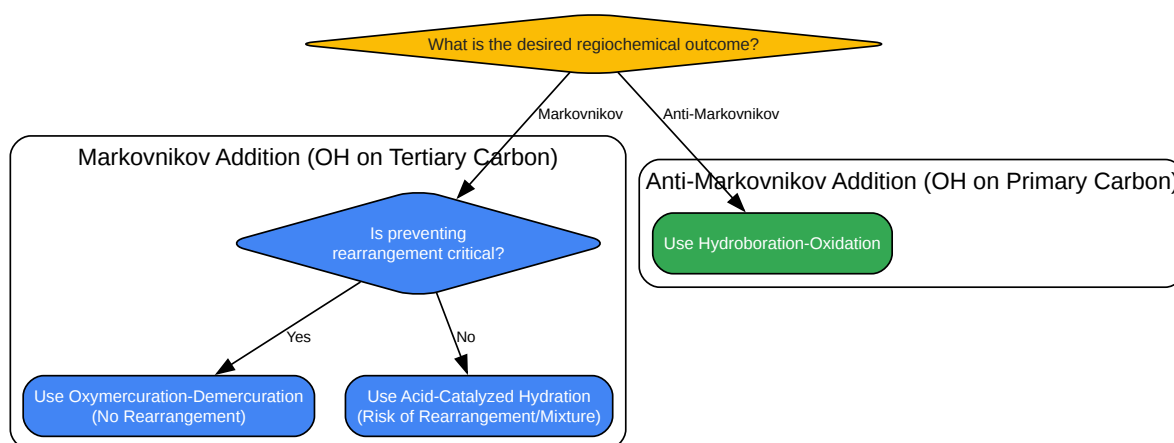 What is the desired regiochemical outcome?
Markovnikov
Anti-Markovnikov
Markovnikov Addition (OH on Tertiary Carbon)
Anti-Markovnikov Addition (OH on Primary Carbon)
Is preventing
rearrangement critical?
Use Hydroboration-Oxidation
Yes
No
Use Oxymercuration-Demercuration
(No Rearrangement)
Use Acid-Catalyzed Hydration
(Risk of Rearrangement/Mixture)